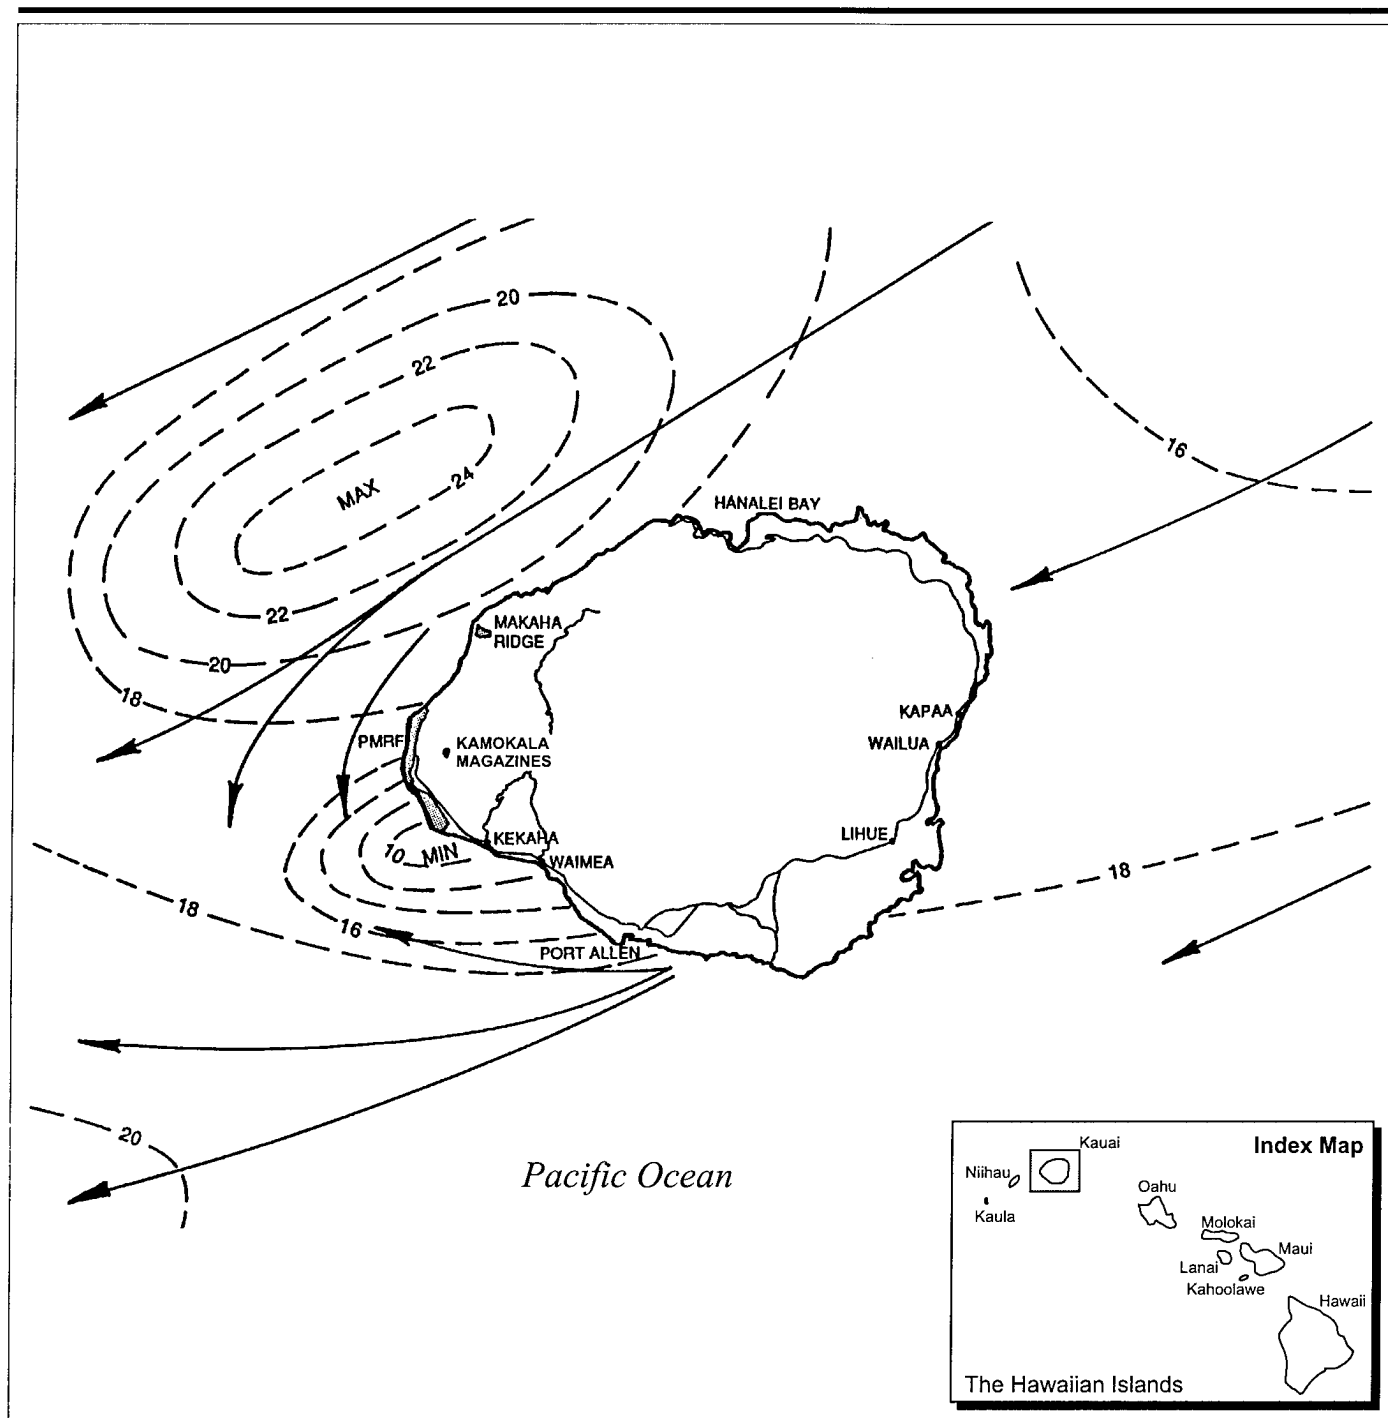 20
22
16
24
MAX
HANALEI BAY
22
MAKAHA
RIDGE
20
18
KAPAA
PMRF
KAMOKALA
MAGAZINES
WAILUA
LIHUE
KEKAHA
10
MIN
WAIMEA
18
18
16
PORT ALLEN
20
Pacific Ocean
Index Map
Kauai
Niihau
Oahu
Kaula
Molokai
Maui
Lanai
Kahoolawe
Hawaii
The Hawaiian Islands